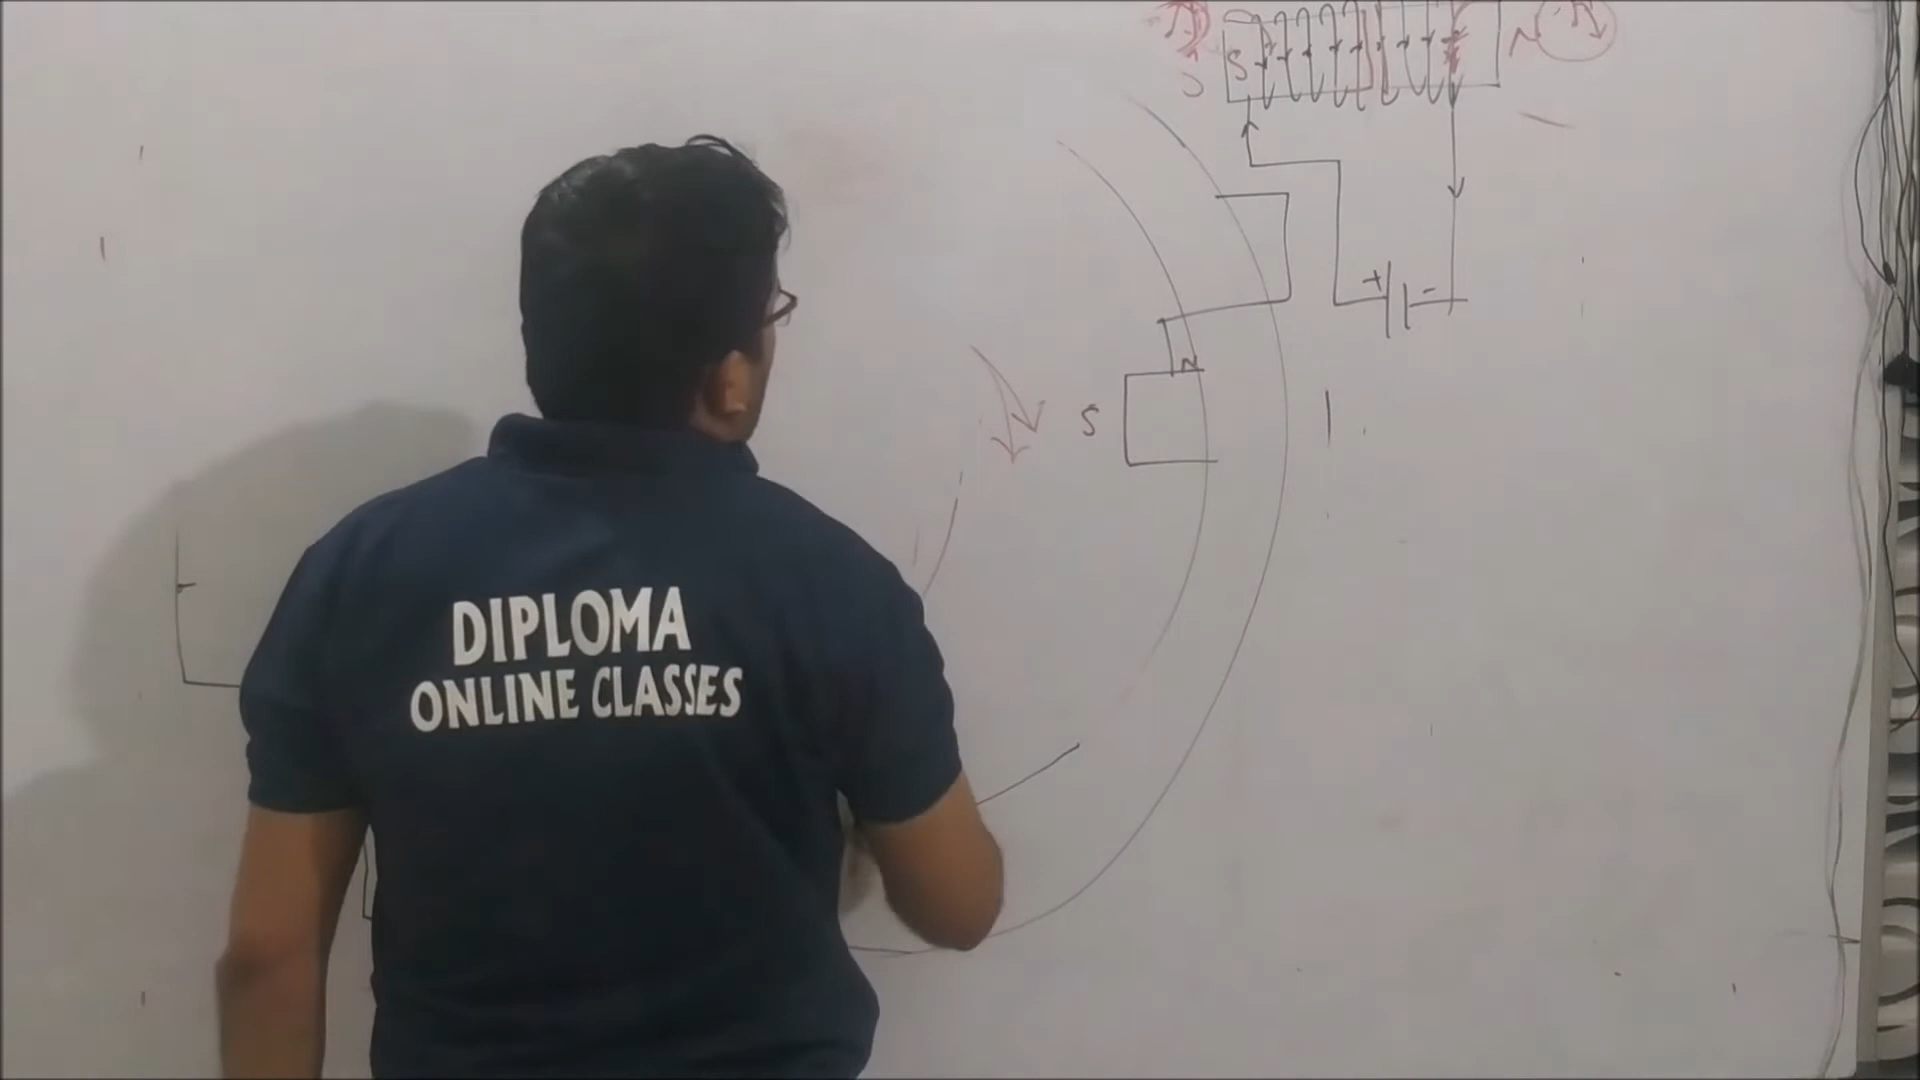 S N
+ -
N
S
DIPLOMA
ONLINE CLASSES